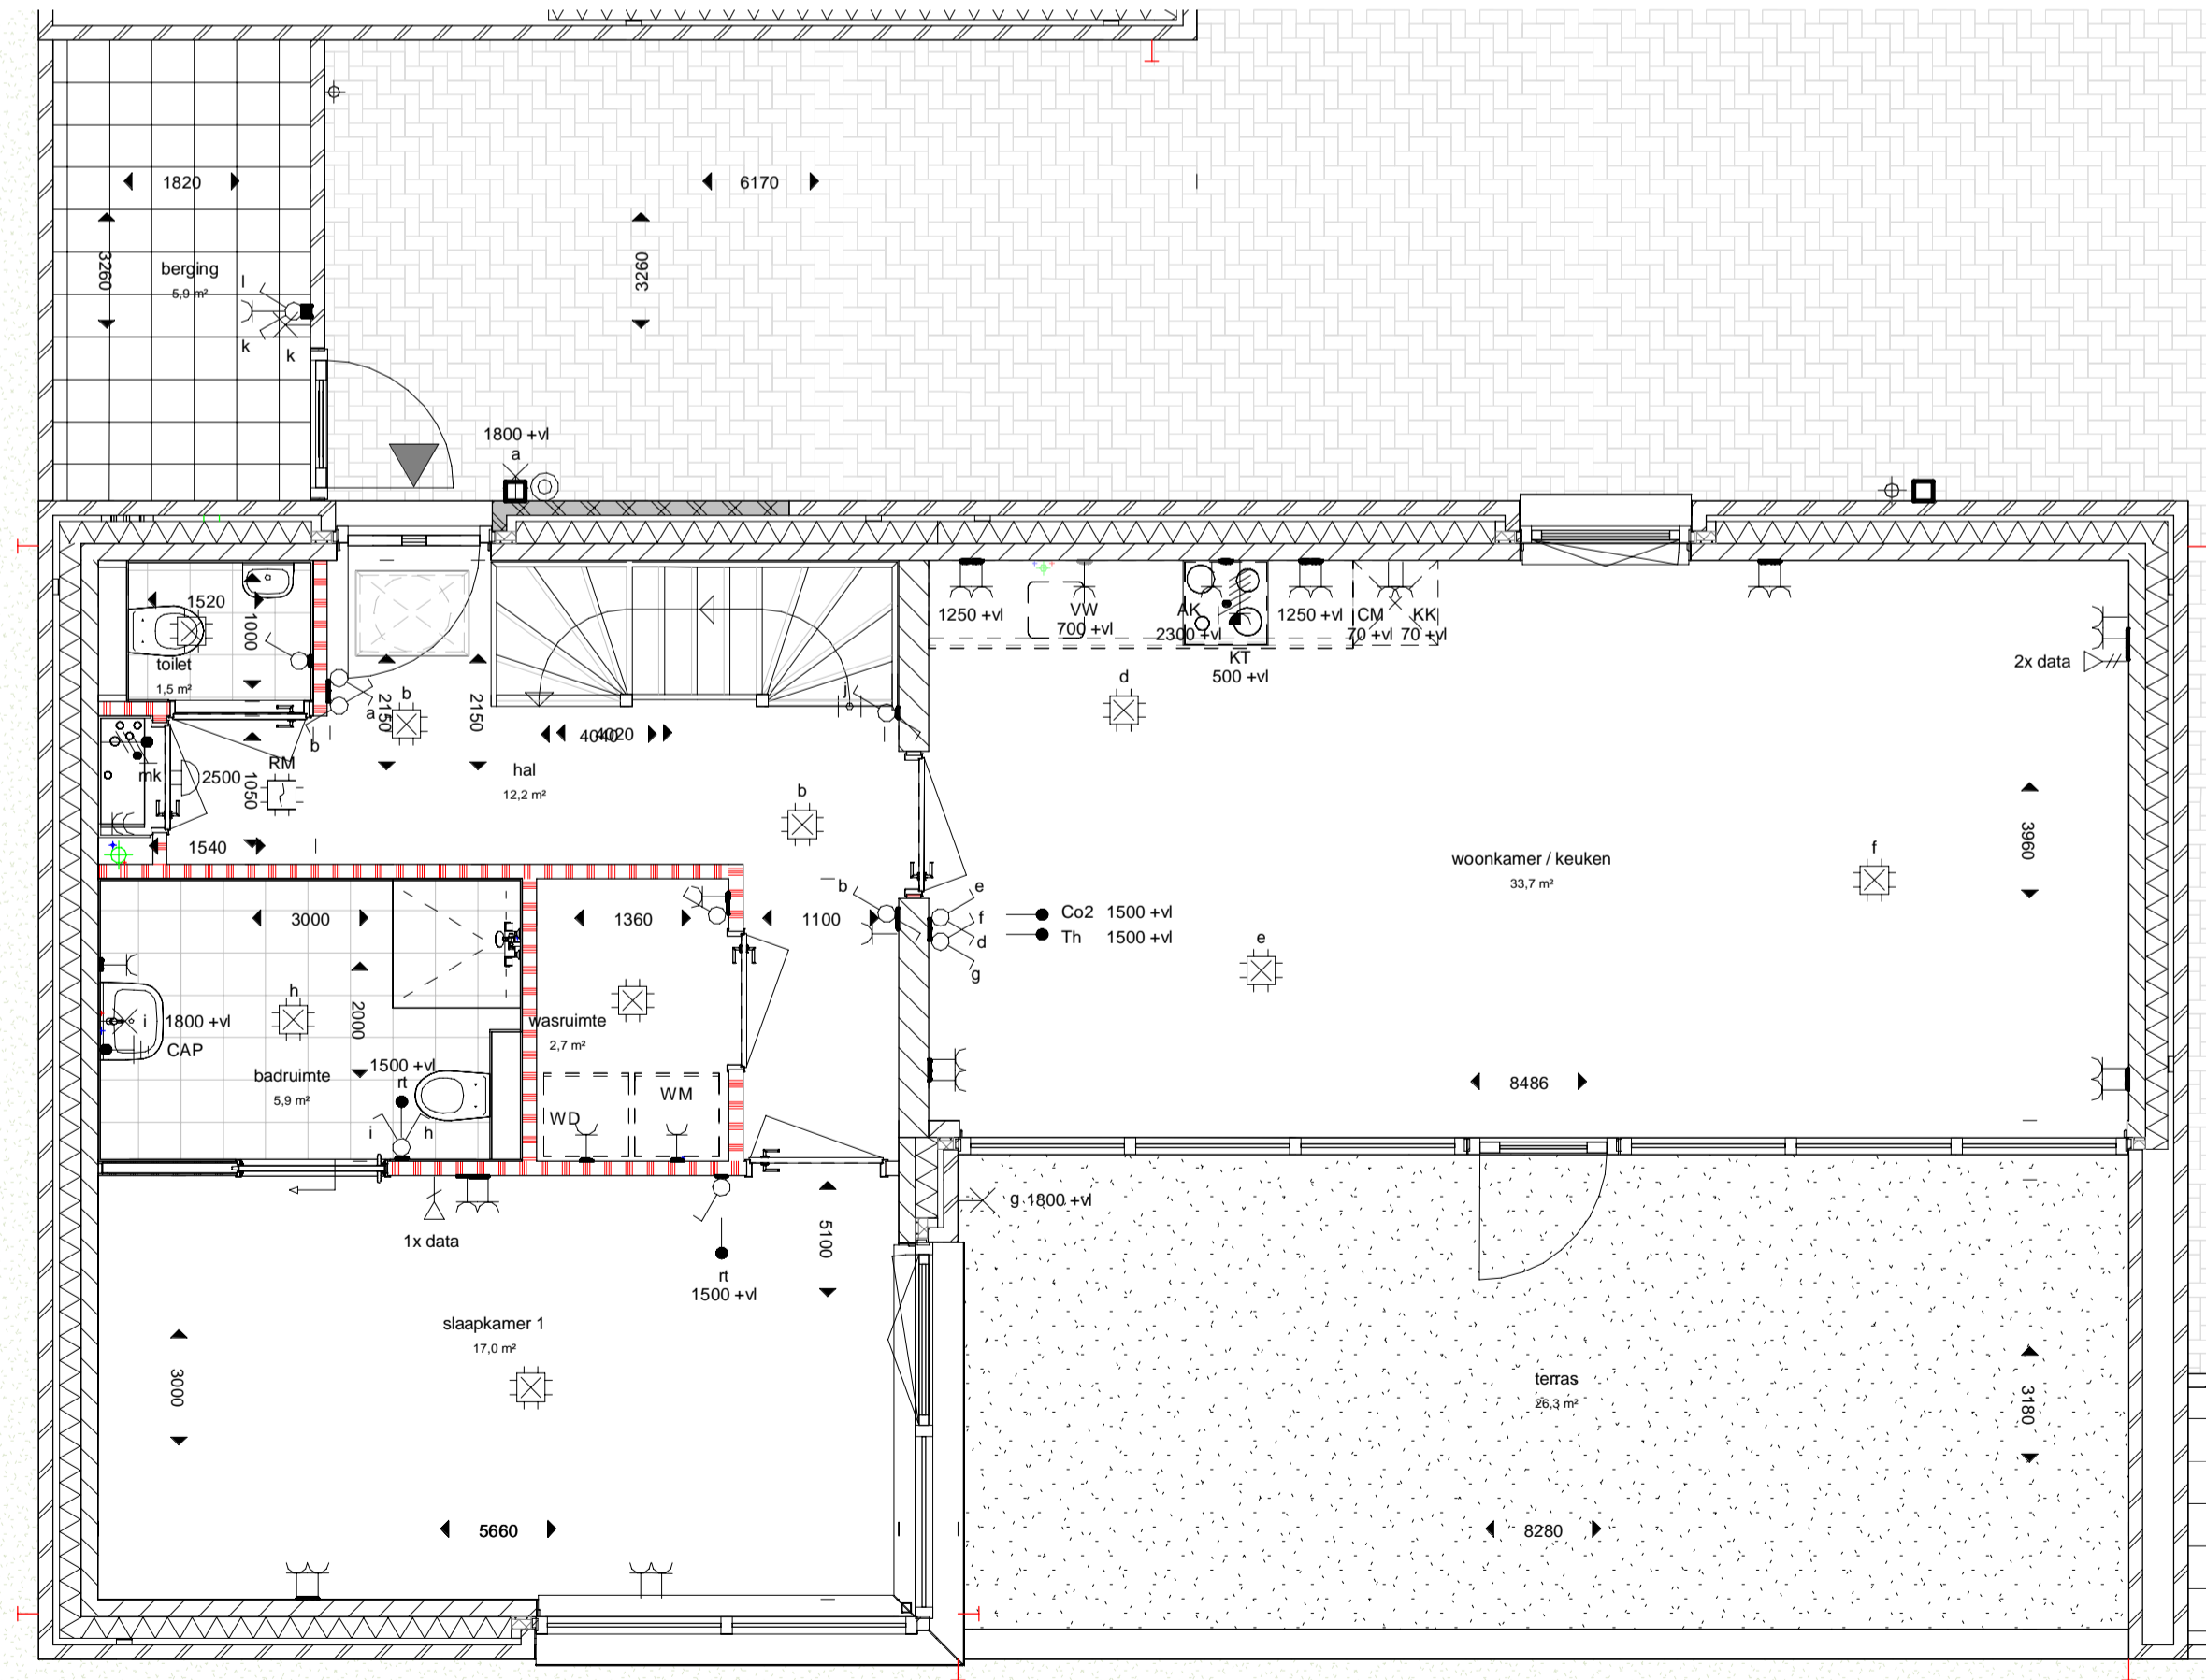 1820
6170
3260
3260
berging
5,9 m²
l
k
k
1800 +vl
a
1520
1000
toilet
1,5 m²
b
a
b
2150
2150
j
4020
hal
12,2 m²
RM
mk
2500
1050
1540
b
1250 +vl
VW
700 +vl
AK
2300 +vl
1250 +vl
CM
70 +vl
KK
70 +vl
KT
500 +vl
d
2x data
3960
woonkamer / keuken
33,7 m²
f
3000
1360
1100
b
e
f
d
g
Co2 1500 +vl
Th 1500 +vl
e
h
i
1800 +vl
CAP
2000
badruimte
5,9 m²
1500 +vl
rt
i
h
wasruimte
2,7 m²
WD
WM
8486
1x data
rt
1500 +vl
5100
g 1800 +vl
slaapkamer 1
17,0 m²
3000
terras
26,3 m²
3180
5660
8280